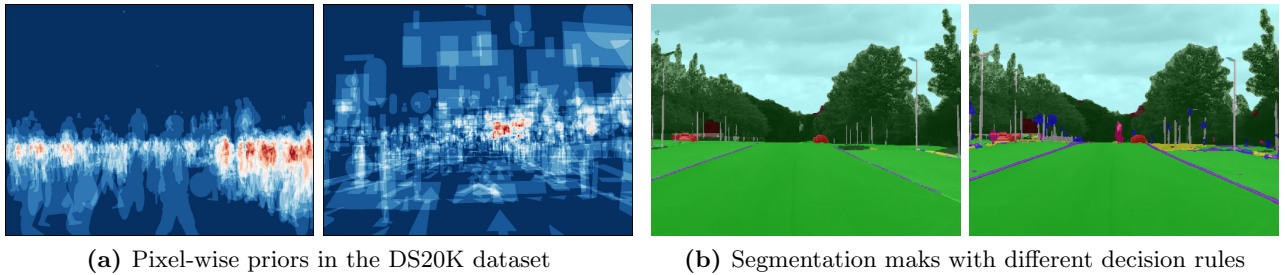 (a) Pixel-wise priors in the DS20K dataset
(b) Segmentation maks with different decision rules